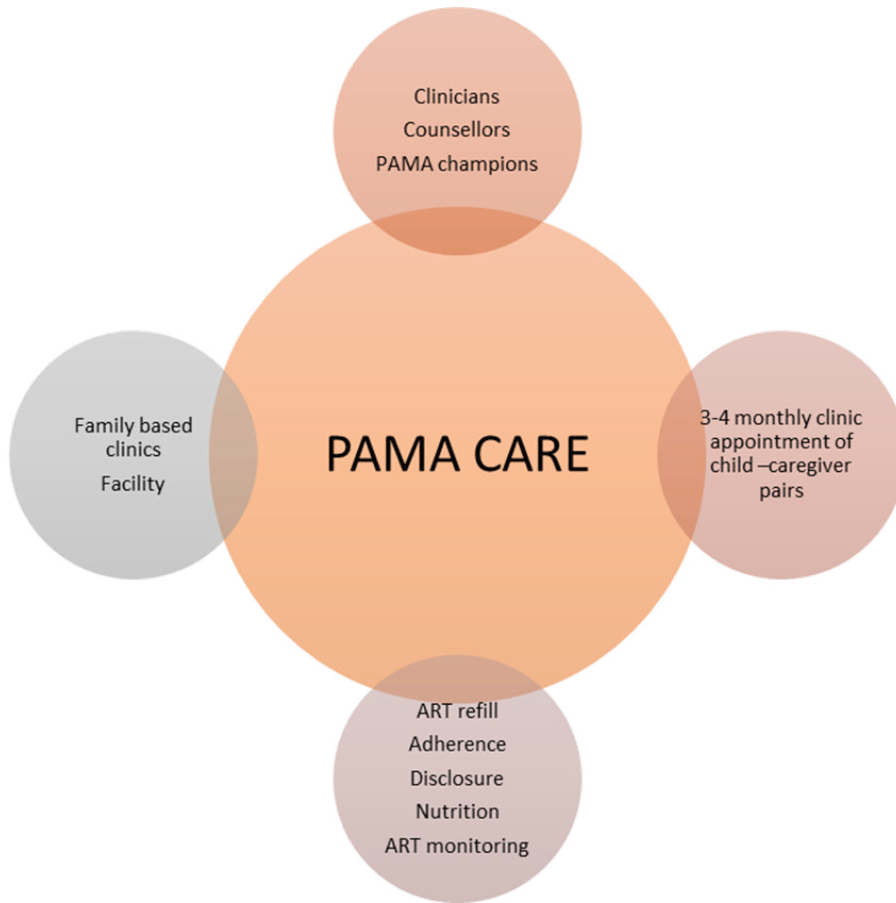 Clinicians
Counsellors
PAMA champions
Family based
clinics
Facility
PAMA CARE
3-4 monthly clinic
appointment of
child –caregiver
pairs
ART refill
Adherence
Disclosure
Nutrition
ART monitoring